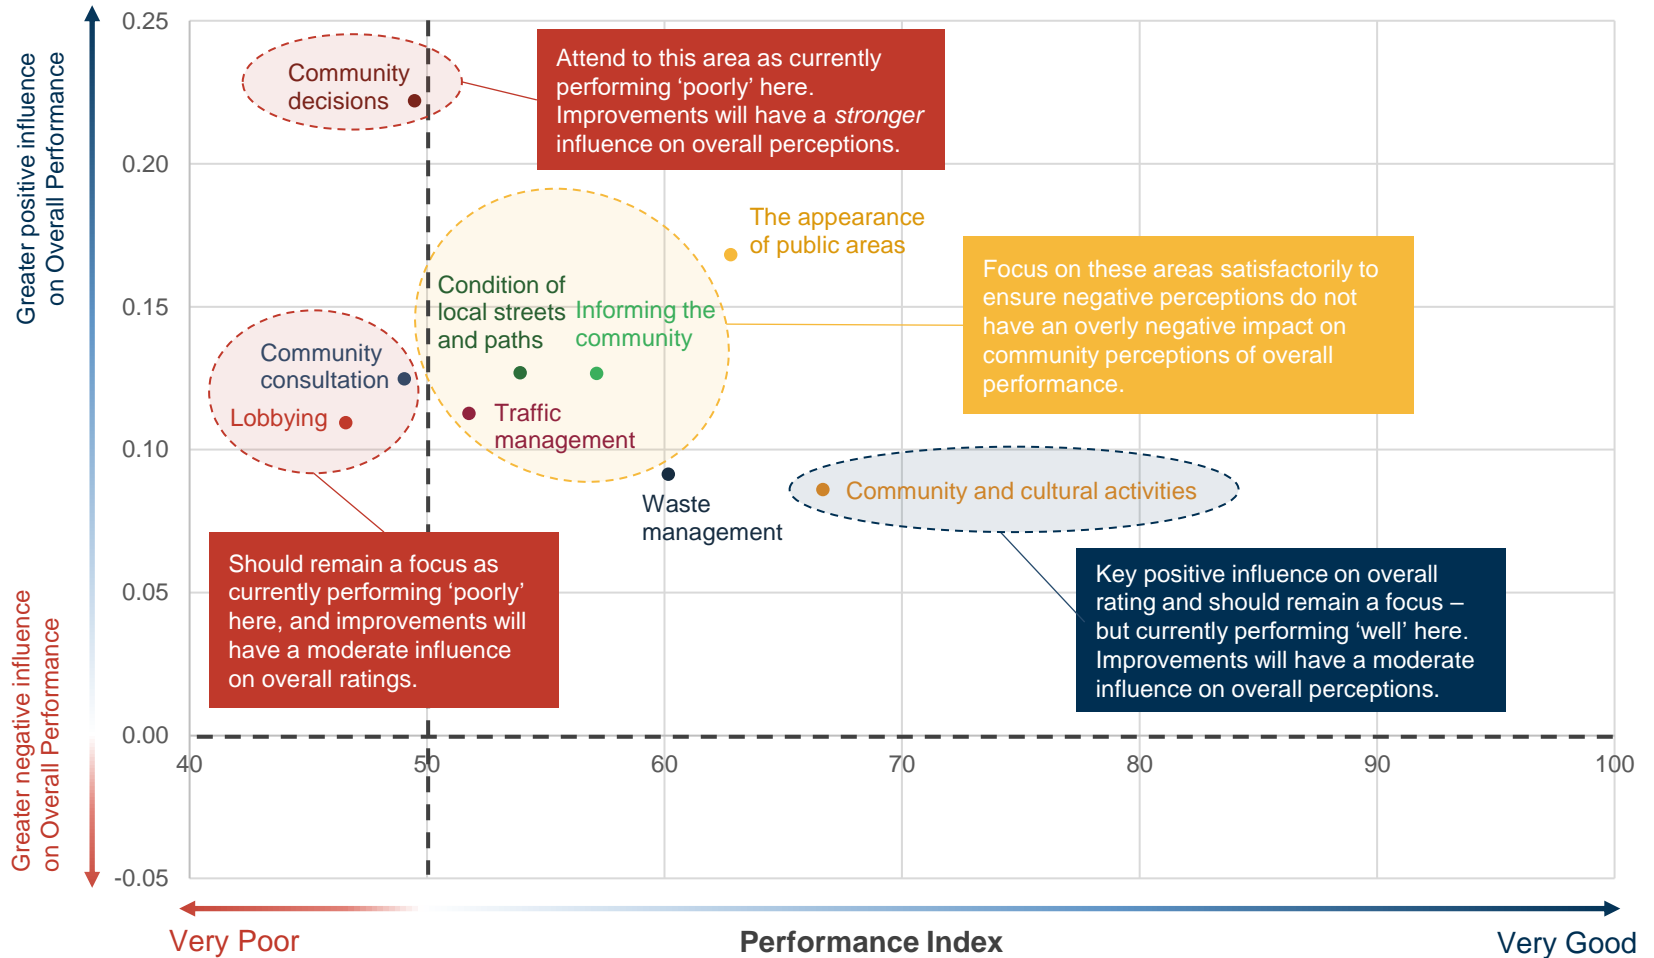 Greater positive influence
on Overall Performance
Greater negative influence
on Overall Performance
0.25
0.20
0.15
0.10
0.05
0.00
-0.05
Community
decisions
Attend to this area as currently
performing ‘poorly’ here.
Improvements will have a stronger
influence on overall perceptions.
The appearance
of public areas
Focus on these areas satisfactorily to
ensure negative perceptions do not
have an overly negative impact on
community perceptions of overall
performance.
Condition of
local streets
and paths
Informing the
community
Community
consultation
Lobbying
Traffic
management
Waste
management
Community and cultural activities
Should remain a focus as
currently performing ‘poorly’
here, and improvements will
have a moderate influence
on overall ratings.
Key positive influence on overall
rating and should remain a focus –
but currently performing ‘well’ here.
Improvements will have a moderate
influence on overall perceptions.
40
50
60
70
80
90
100
Very Poor
Performance Index
Very Good